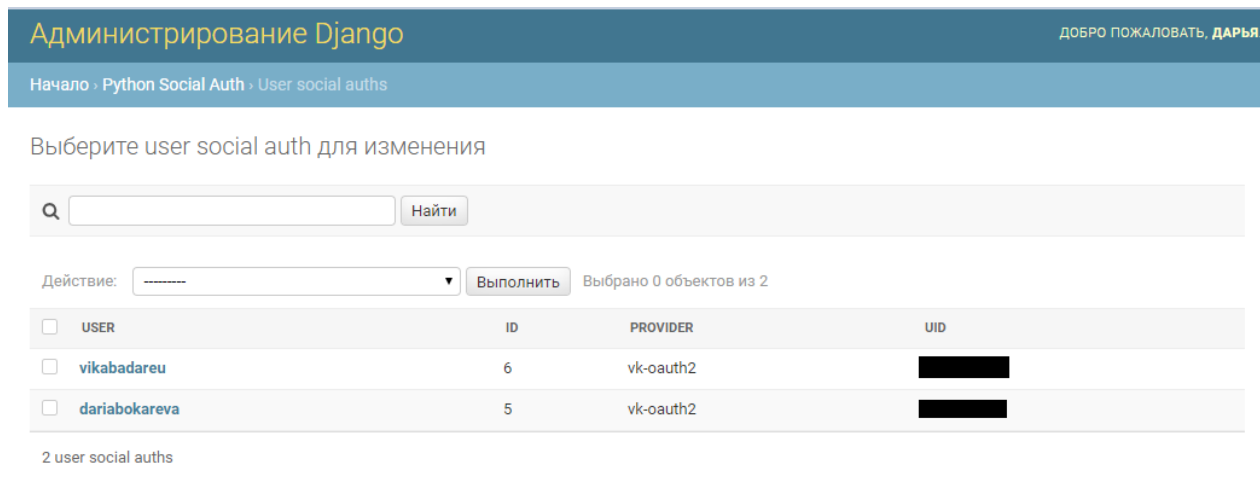 Администрирование Django
ДОБРО ПОЖАЛОВАТЬ, ДАРЬЯ
Начало › Python Social Auth › User social auths
Выберите user social auth для изменения
Найти
Действие: --------- Выполнить Выбрано 0 объектов из 2
USER ID PROVIDER UID
vikabadareu 6 vk-oauth2
dariabokareva 5 vk-oauth2
2 user social auths